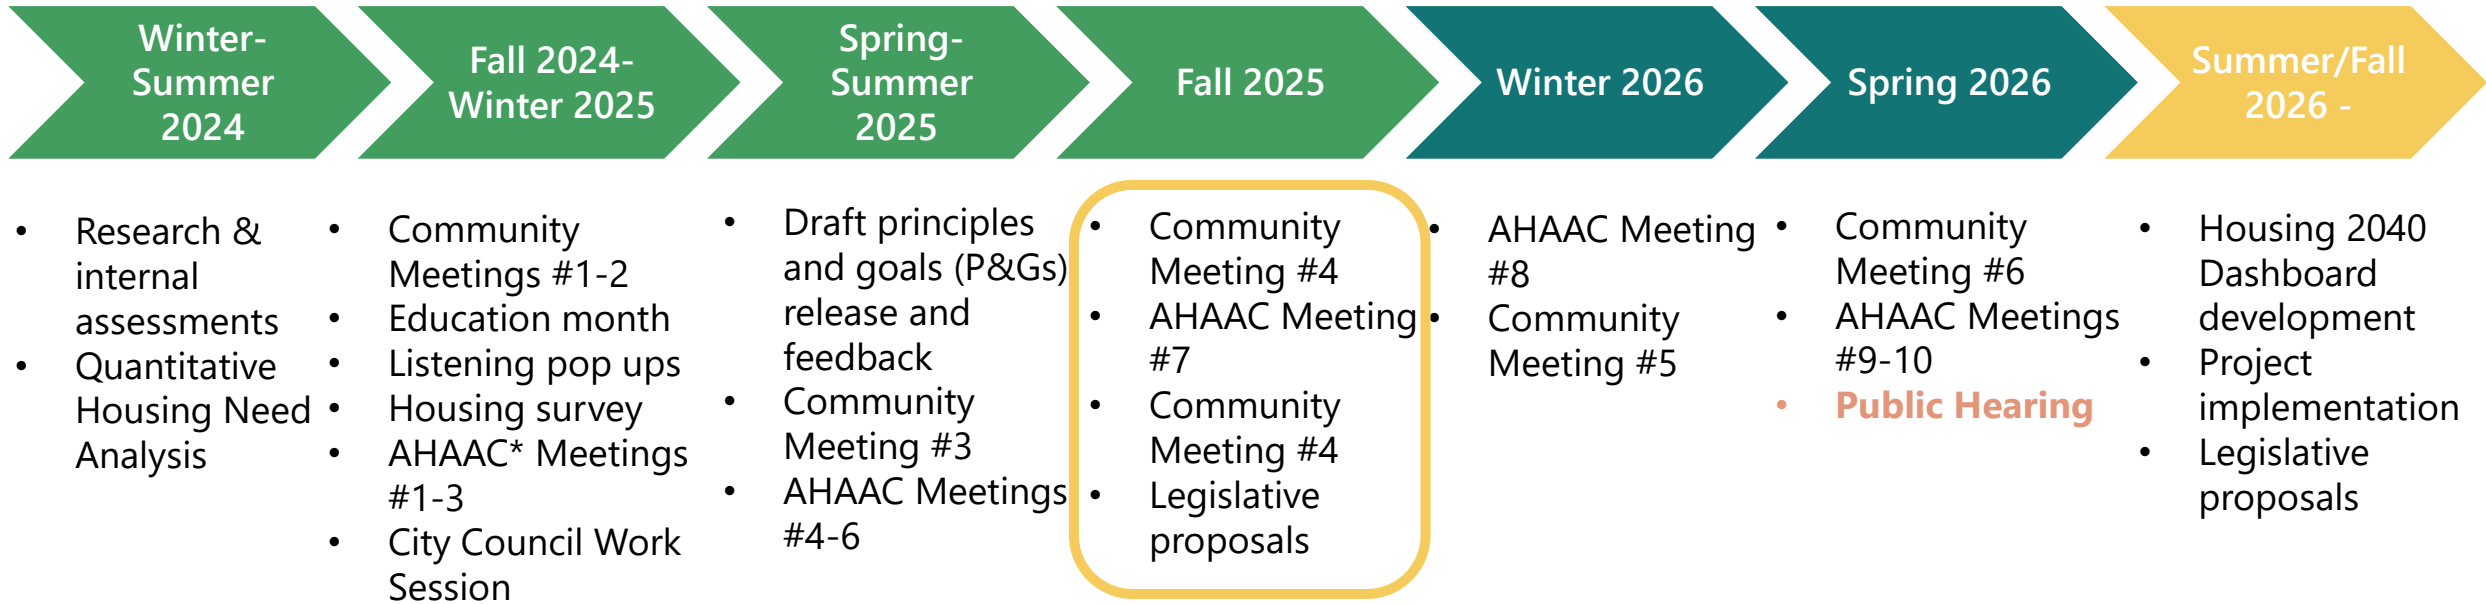 Winter-
Summer
2024
Fall 2024-
Winter 2025
Spring-
Summer
2025
Fall 2025
Winter 2026
Spring 2026
Summer/Fall
2026 -
• Research &
internal
assessments
• Quantitative
Housing Need
Analysis
• Community
Meetings #1-2
• Education month
• Listening pop ups
• Housing survey
• AHAAC* Meetings
#1-3
• City Council Work
Session
• Draft principles
and goals (P&Gs)
release and
feedback
• Community
Meeting #3
• AHAAC Meetings
#4-6
• Community
Meeting #4
• AHAAC Meeting
#7
• Community
Meeting #4
• Legislative
proposals
• AHAAC Meeting
#8
• Community
Meeting #5
• Community
Meeting #6
• AHAAC Meetings
#9-10
• Public Hearing
• Housing 2040
Dashboard
development
• Project
implementation
• Legislative
proposals